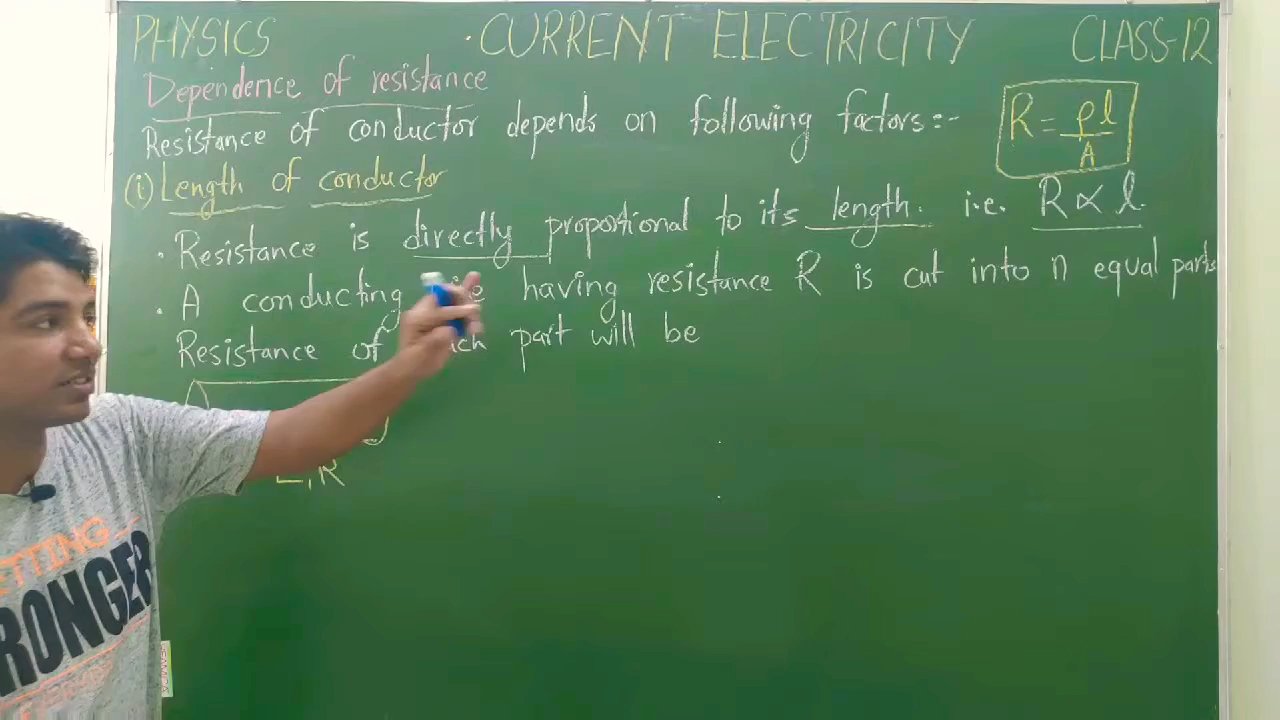 PHYSICS CURRENT ELECTRICITY CLASS-12
Dependence of resistance
Resistance of conductor depends on following factors:-
R = ρl/A
(i) Length of conductor
• Resistance is directly proportional to its length. i.e. R ∝ l.
• A conducting having resistance R is cut into n equal parts
Resistance of part will be
L, R
RONGER